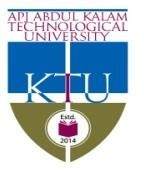 APJ ABDUL KALAM
TECHNOLOGICAL
UNIVERSITY
KTU
Estd.
2014